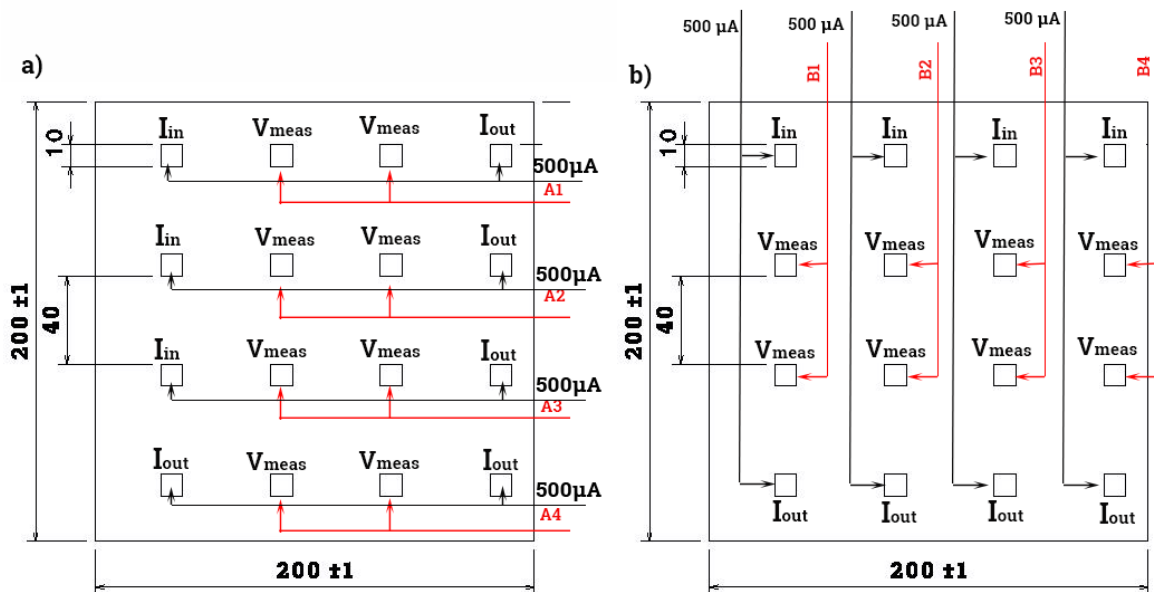 a)
10
Iin
Vmeas
Vmeas
Iout
500µA
A1
Iin
Vmeas
Vmeas
Iout
500µA
A2
200 ±1
40
Iin
Vmeas
Vmeas
Iout
500µA
A3
Iout
Vmeas
Vmeas
Iout
500µA
A4
200 ±1
b)
500 µA
500 µA
500 µA
500 µA
B1
B2
B3
B4
10
Iin
Iin
Iin
Iin
Vmeas
Vmeas
Vmeas
Vmeas
200 ±1
40
Vmeas
Vmeas
Vmeas
Vmeas
Iout
Iout
Iout
Iout
200 ±1